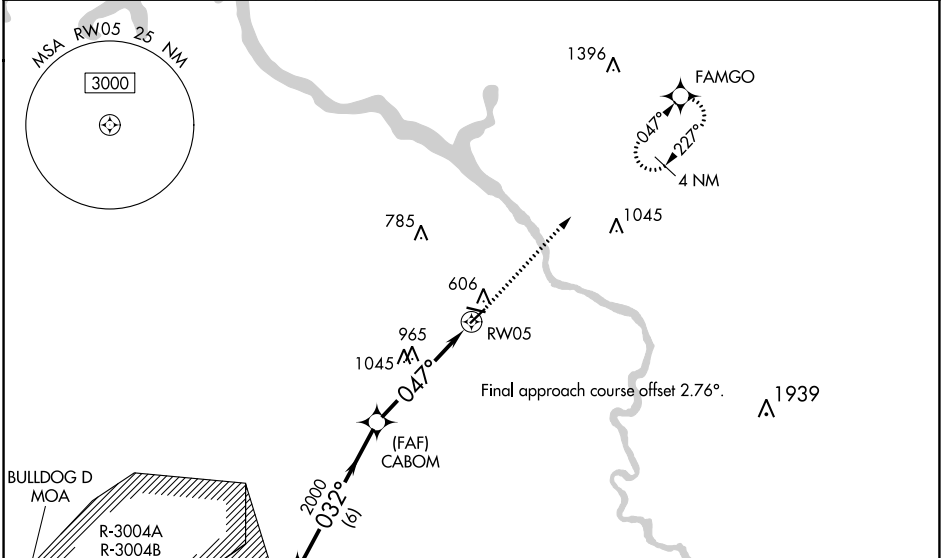 MSA RW05 25 NM
3000
1396
FAMGO
047°
227°
4 NM
785
1045
606
RW05
965
1045
047°
Final approach course offset 2.76°.
1939
(FAF)
CABOM
2000
032°
(6)
BULLDOG D
MOA
R-3004A
R-3004B